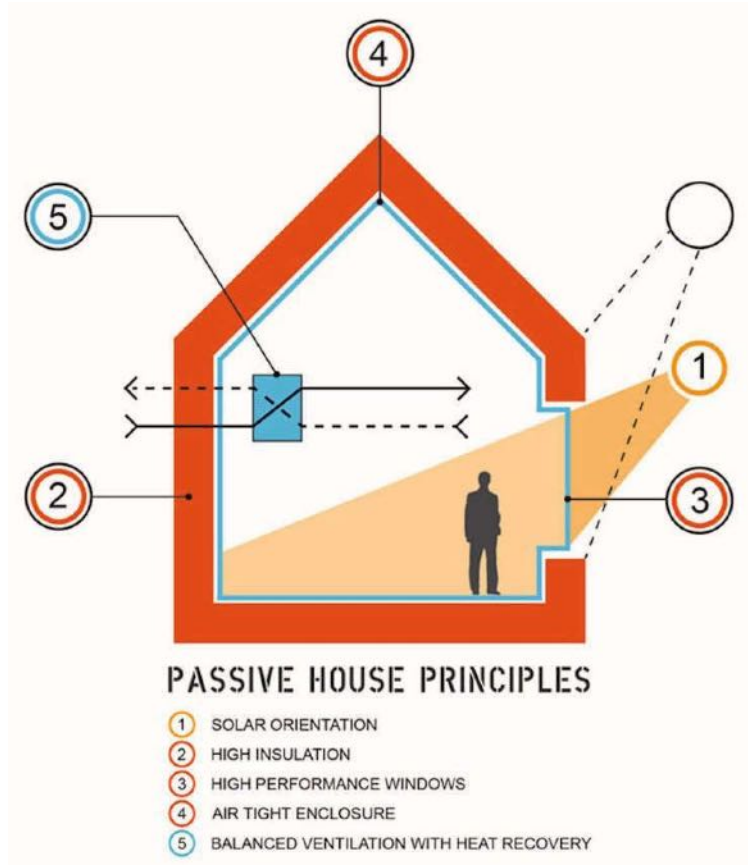 4
5
1
2
3
PASSIVE HOUSE PRINCIPLES
1 SOLAR ORIENTATION
2 HIGH INSULATION
3 HIGH PERFORMANCE WINDOWS
4 AIR TIGHT ENCLOSURE
5 BALANCED VENTILATION WITH HEAT RECOVERY